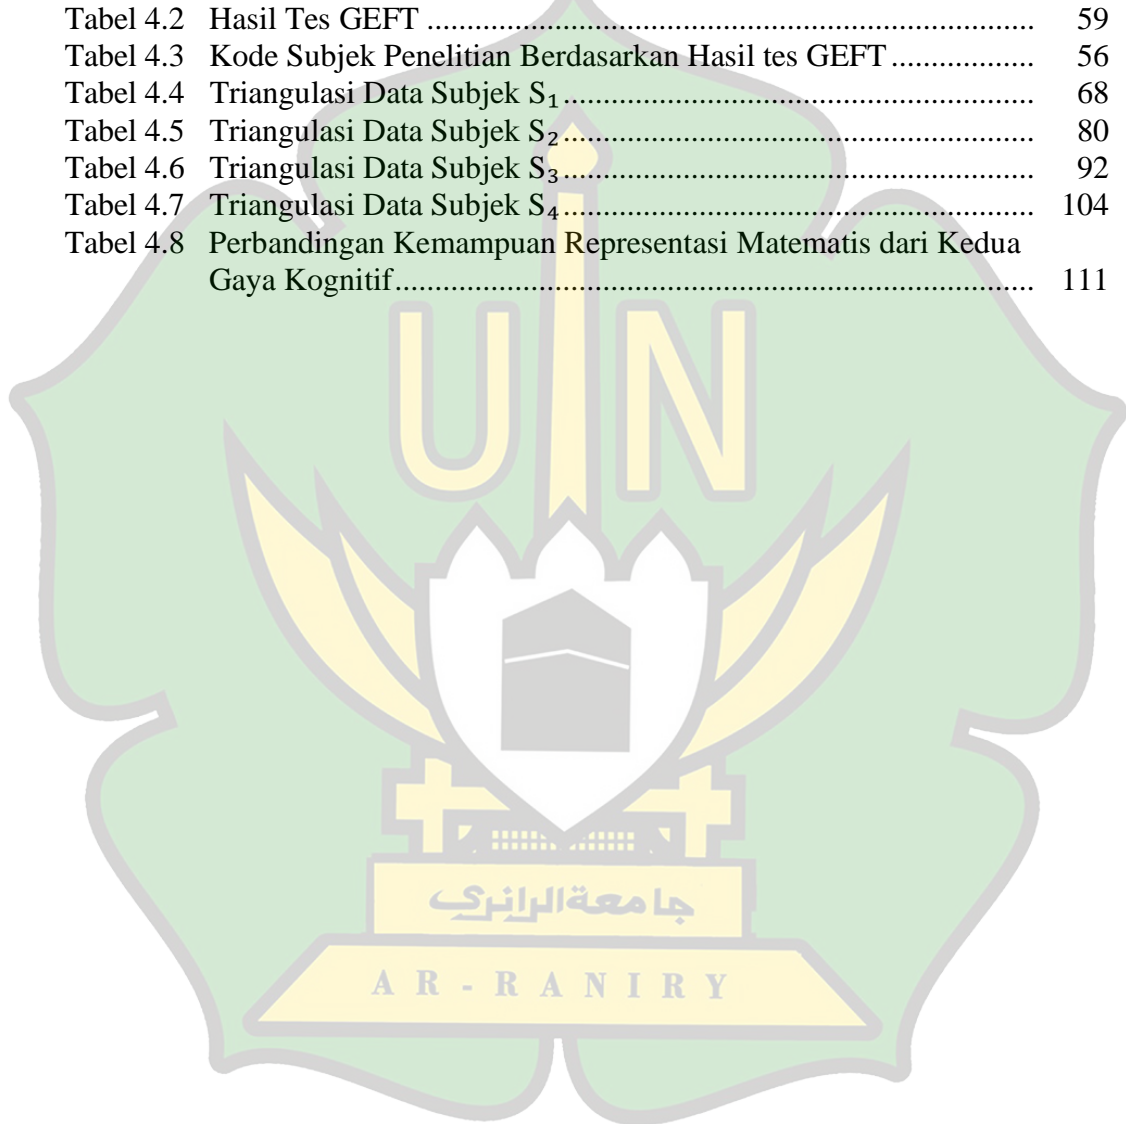 Tabel 4.2 Hasil Tes GEFT ........................................................................... 59
Tabel 4.3 Kode Subjek Penelitian Berdasarkan Hasil tes GEFT .................. 56
Tabel 4.4 Triangulasi Data Subjek S₁.......................................................... 68
Tabel 4.5 Triangulasi Data Subjek S₂.......................................................... 80
Tabel 4.6 Triangulasi Data Subjek S₃.......................................................... 92
Tabel 4.7 Triangulasi Data Subjek S₄.......................................................... 104
Tabel 4.8 Perbandingan Kemampuan Representasi Matematis dari Kedua
Gaya Kognitif............................................................................... 111
UIN
جامعة الرانري
AR-RANIRY